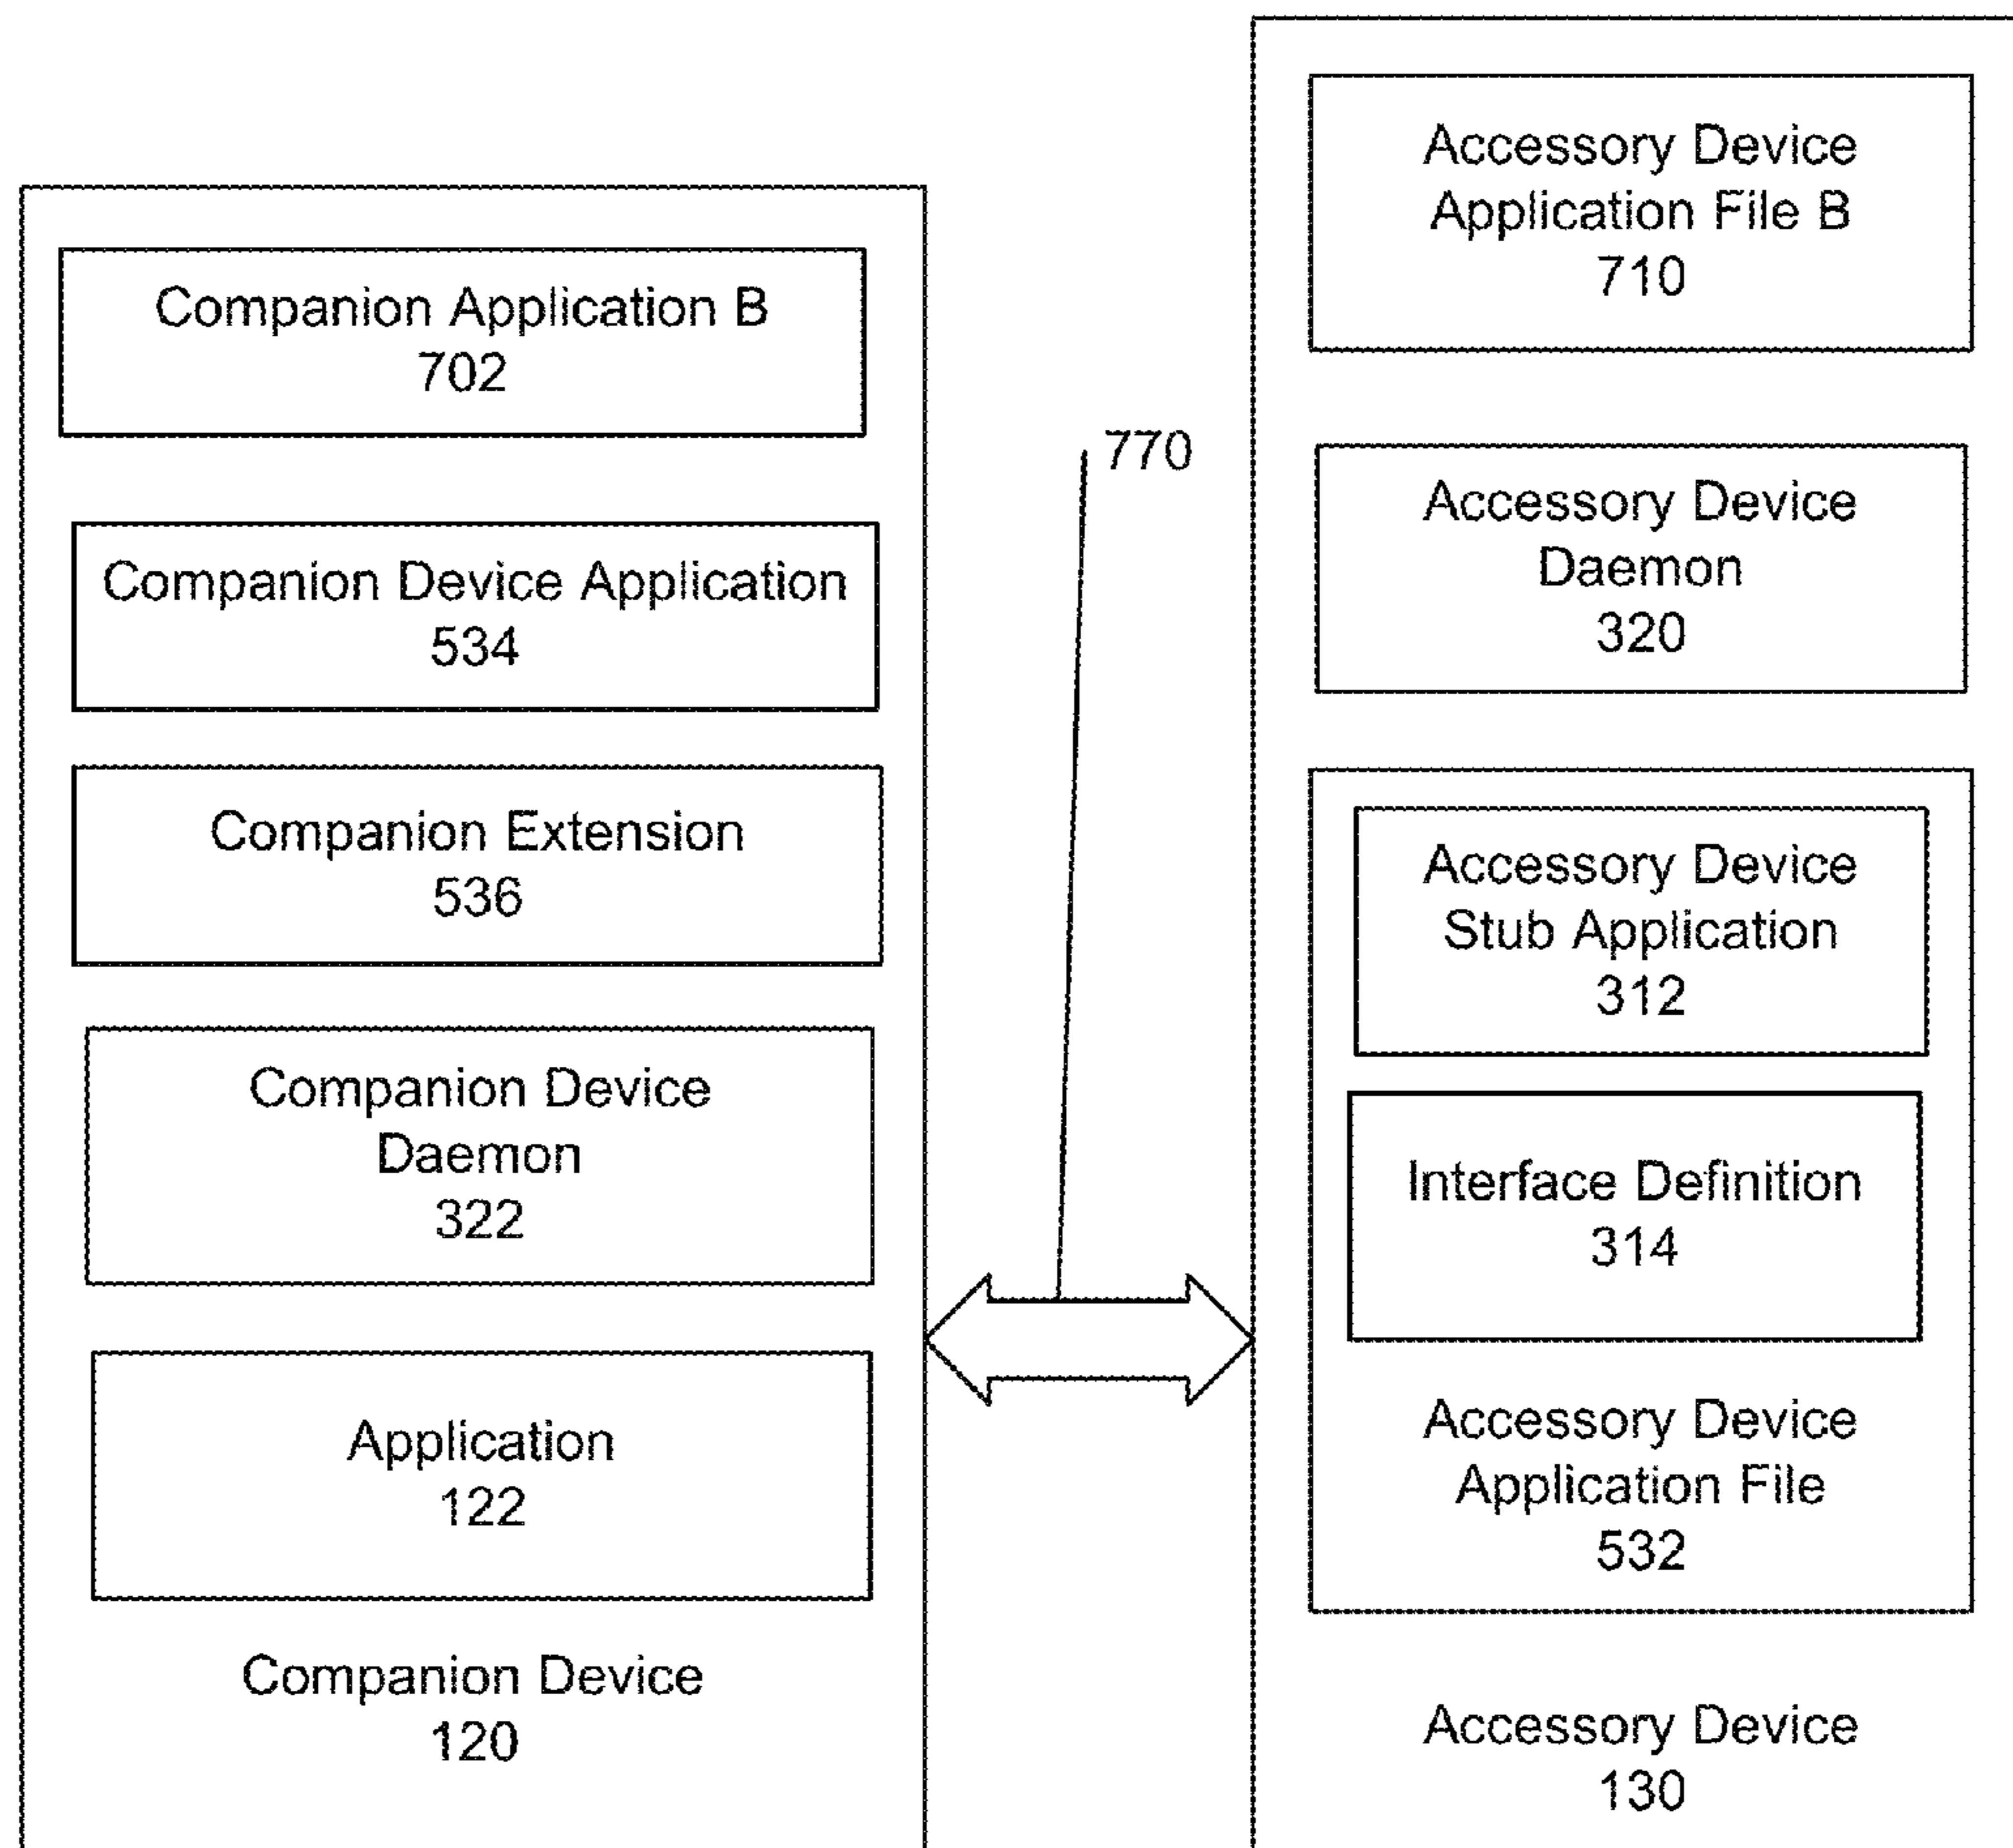 Companion Application B
702
Companion Device Application
534
Companion Extension
536
Companion Device
Daemon
322
Application
122
Companion Device
120
770
Accessory Device
Application File B
710
Accessory Device
Daemon
320
Accessory Device
Stub Application
312
Interface Definition
314
Accessory Device
Application File
532
Accessory Device
130